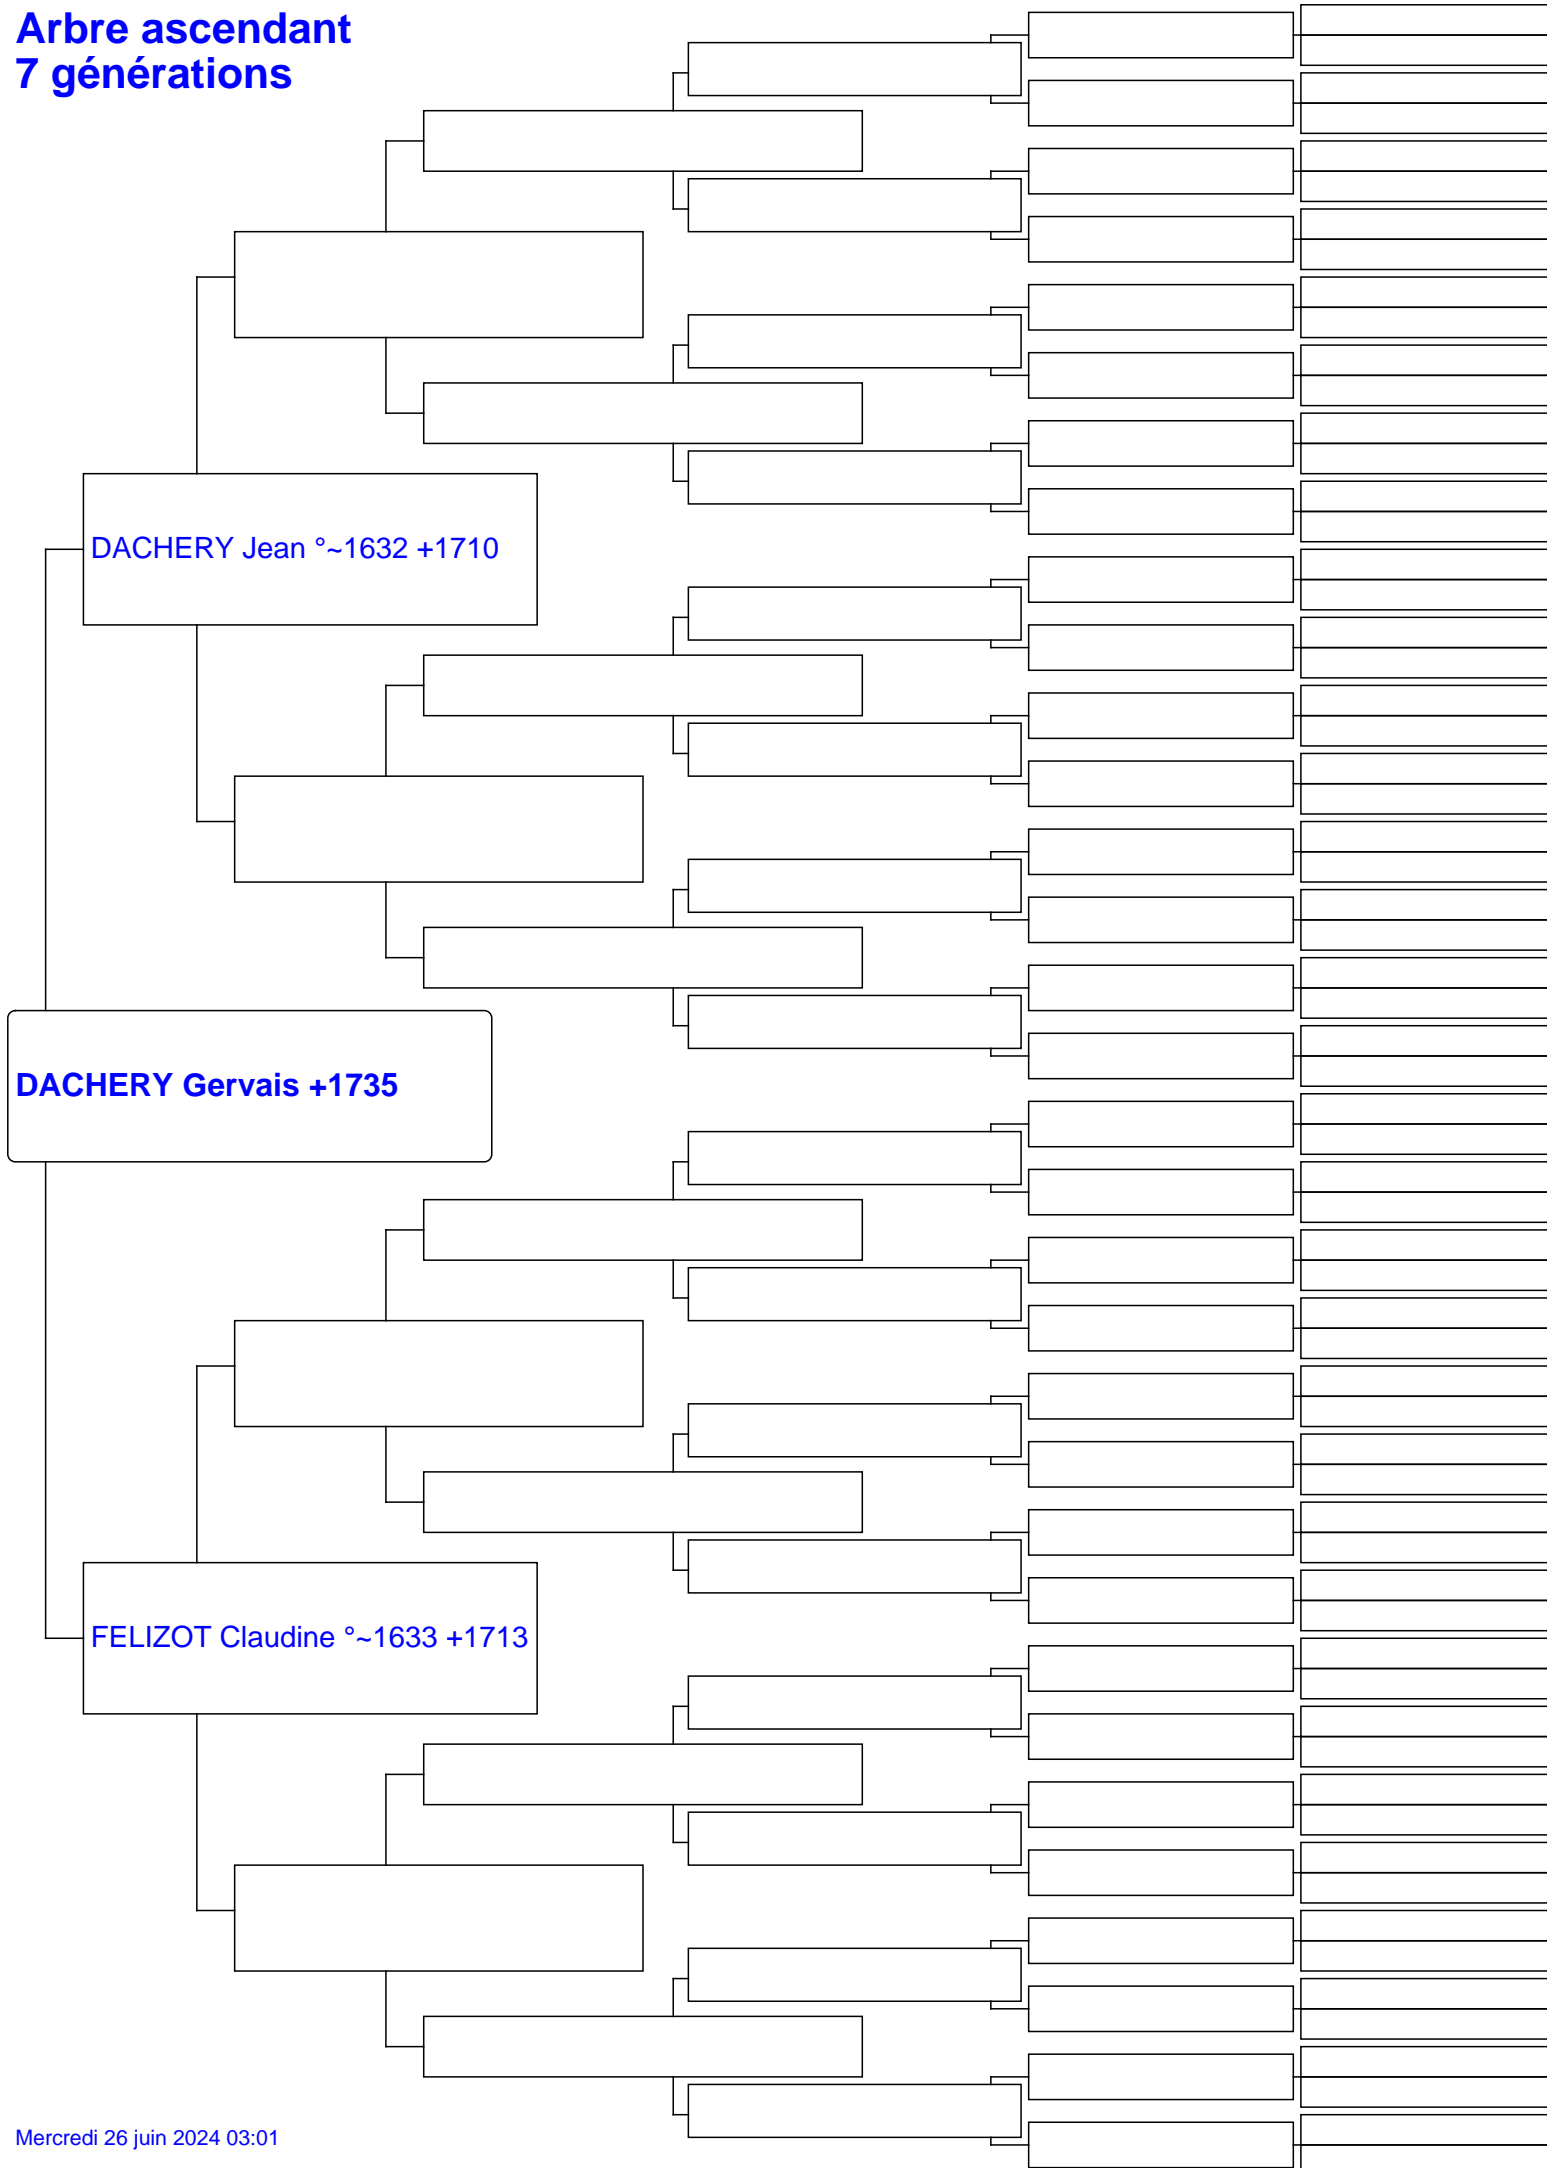 Arbre ascendant
7 générations
DACHERY Jean °~1632 +1710
DACHERY Gervais +1735
FELIZOT Claudine °~1633 +1713
Mercredi 26 juin 2024 03:01